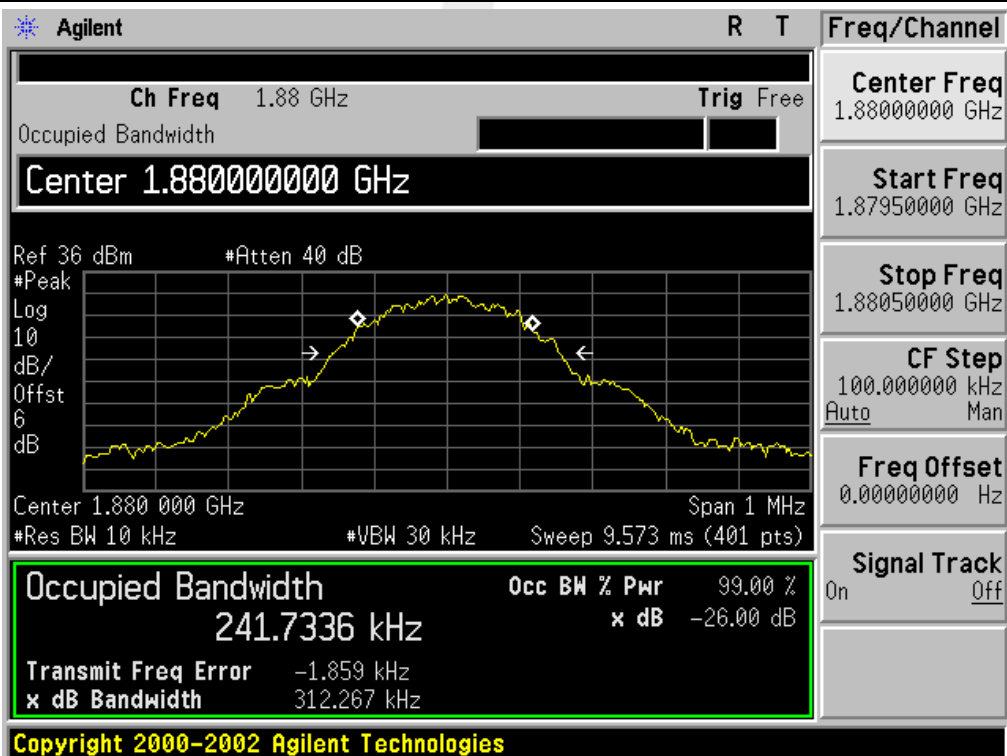 Agilent R T Freq/Channel
Ch Freq 1.88 GHz Trig Free
Occupied Bandwidth
Center 1.880000000 GHz
Ref 36 dBm #Atten 40 dB
#Peak
Log
10
dB/
Offst
6
dB
Center 1.880 000 GHz Span 1 MHz
#Res BW 10 kHz #VBW 30 kHz Sweep 9.573 ms (401 pts)
Occupied Bandwidth Occ BW % Pwr 99.00 %
241.7336 kHz x dB -26.00 dB
Transmit Freq Error -1.859 kHz
x dB Bandwidth 312.267 kHz
Center Freq
1.88000000 GHz
Start Freq
1.87950000 GHz
Stop Freq
1.88050000 GHz
CF Step
100.000000 kHz
Auto Man
Freq Offset
0.00000000 Hz
Signal Track
On Off
Copyright 2000-2002 Agilent Technologies